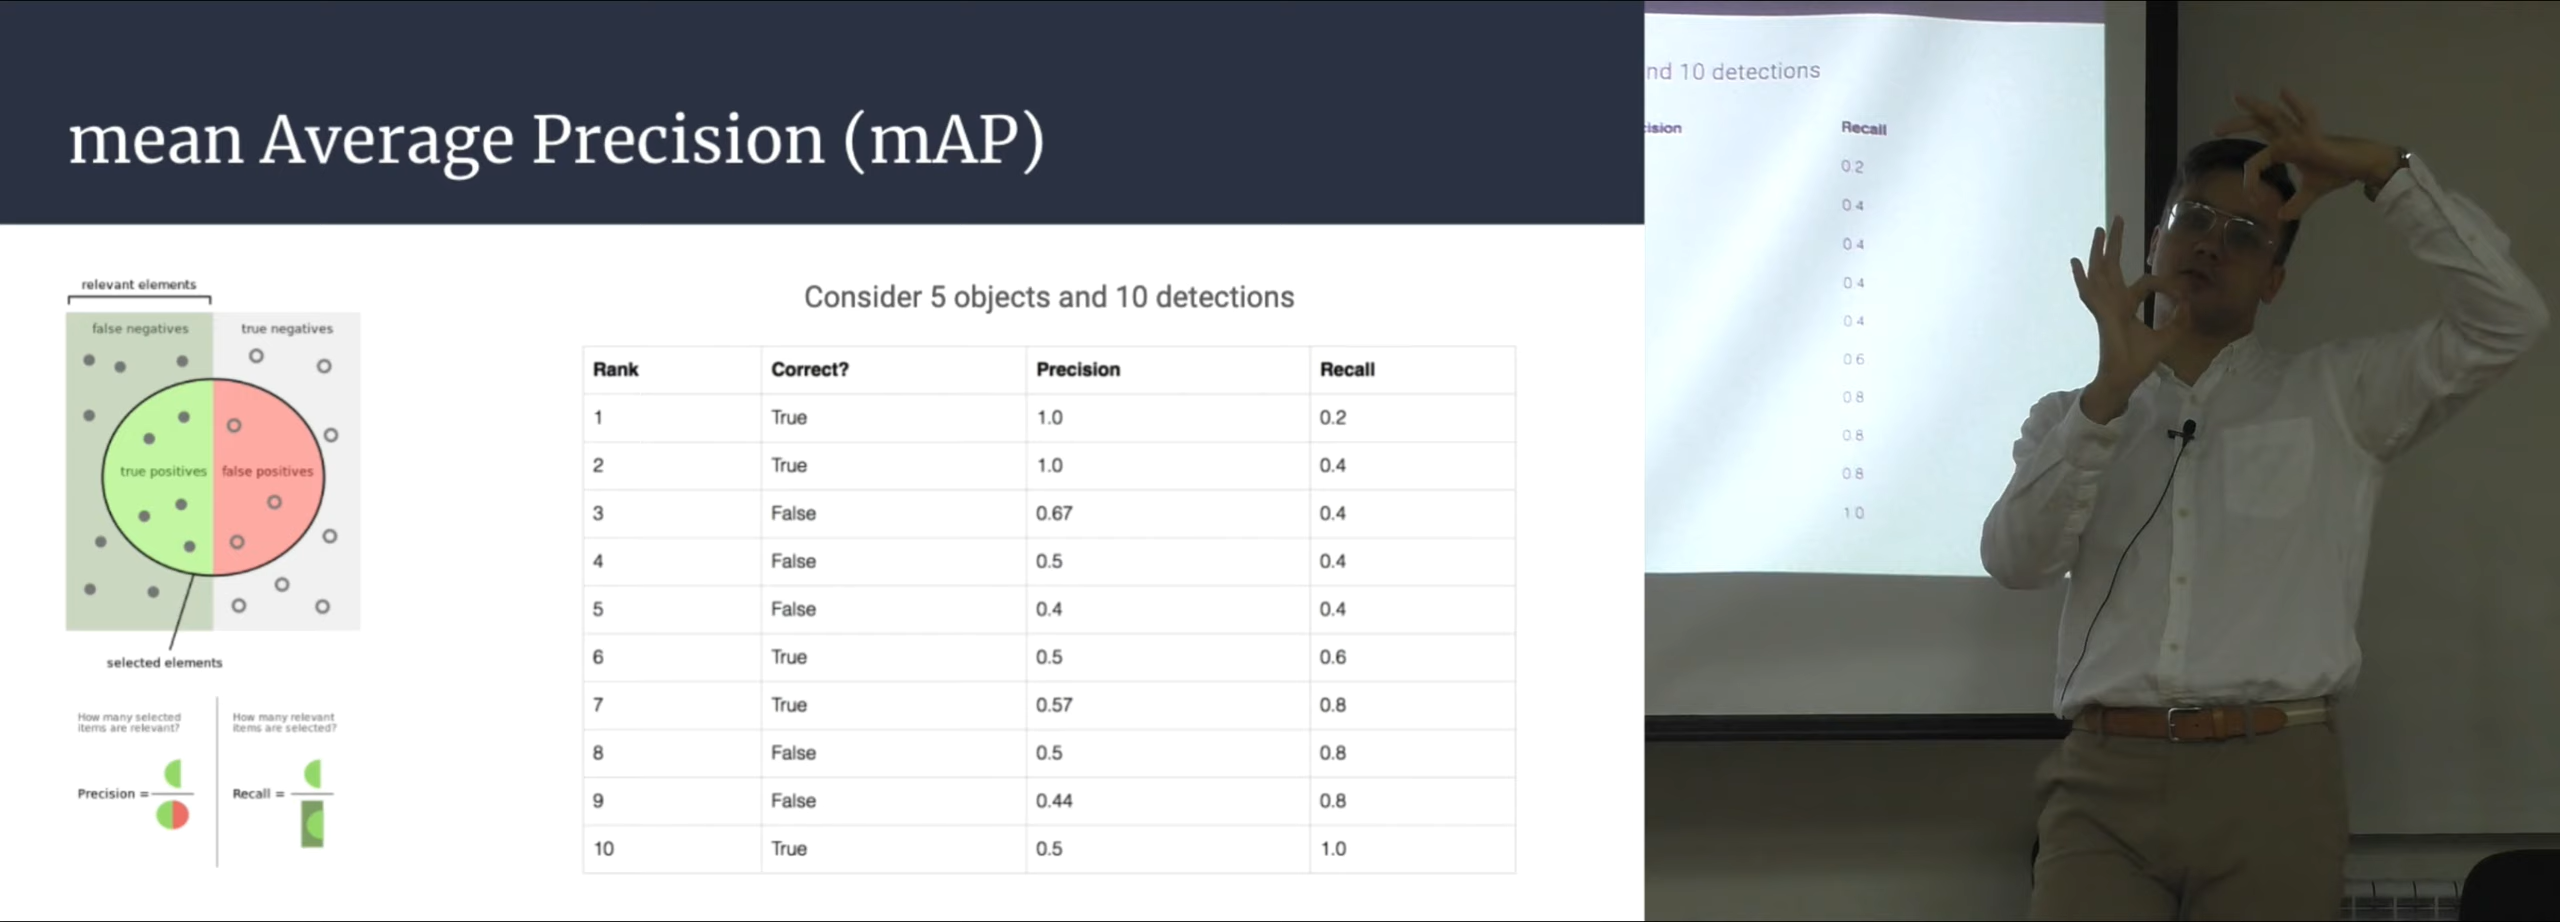 mean Average Precision (mAP)
relevant elements
false negatives true negatives
true positives false positives
selected elements
How many selected
items are relevant?
How many relevant
items are selected?
Precision =
Recall =
Consider 5 objects and 10 detections
Rank Correct? Precision Recall
1 True 1.0 0.2
2 True 1.0 0.4
3 False 0.67 0.4
4 False 0.5 0.4
5 False 0.4 0.4
6 True 0.5 0.6
7 True 0.57 0.8
8 False 0.5 0.8
9 False 0.44 0.8
10 True 0.5 1.0
nd 10 detections
cision Recall
0.2
0.4
0.4
0.4
0.4
0.6
0.8
0.8
0.8
1.0